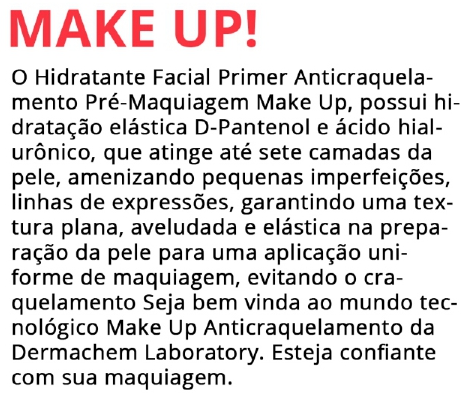 MAKE UP!
O Hidratante Facial Primer Anticraquela-
mento Pré-Maquiagem Make Up, possui hi-
dratação elástica D-Pantenol e ácido hial-
urônico, que atinge até sete camadas da
pele, amenizando pequenas imperfeições,
linhas de expressões, garantindo uma tex-
tura plana, aveludada e elástica na prepa-
ração da pele para uma aplicação uni-
forme de maquiagem, evitando o cra-
quelamento Seja bem vinda ao mundo tec-
nológico Make Up Anticraquelamento da
Dermachem Laboratory. Esteja confiante
com sua maquiagem.